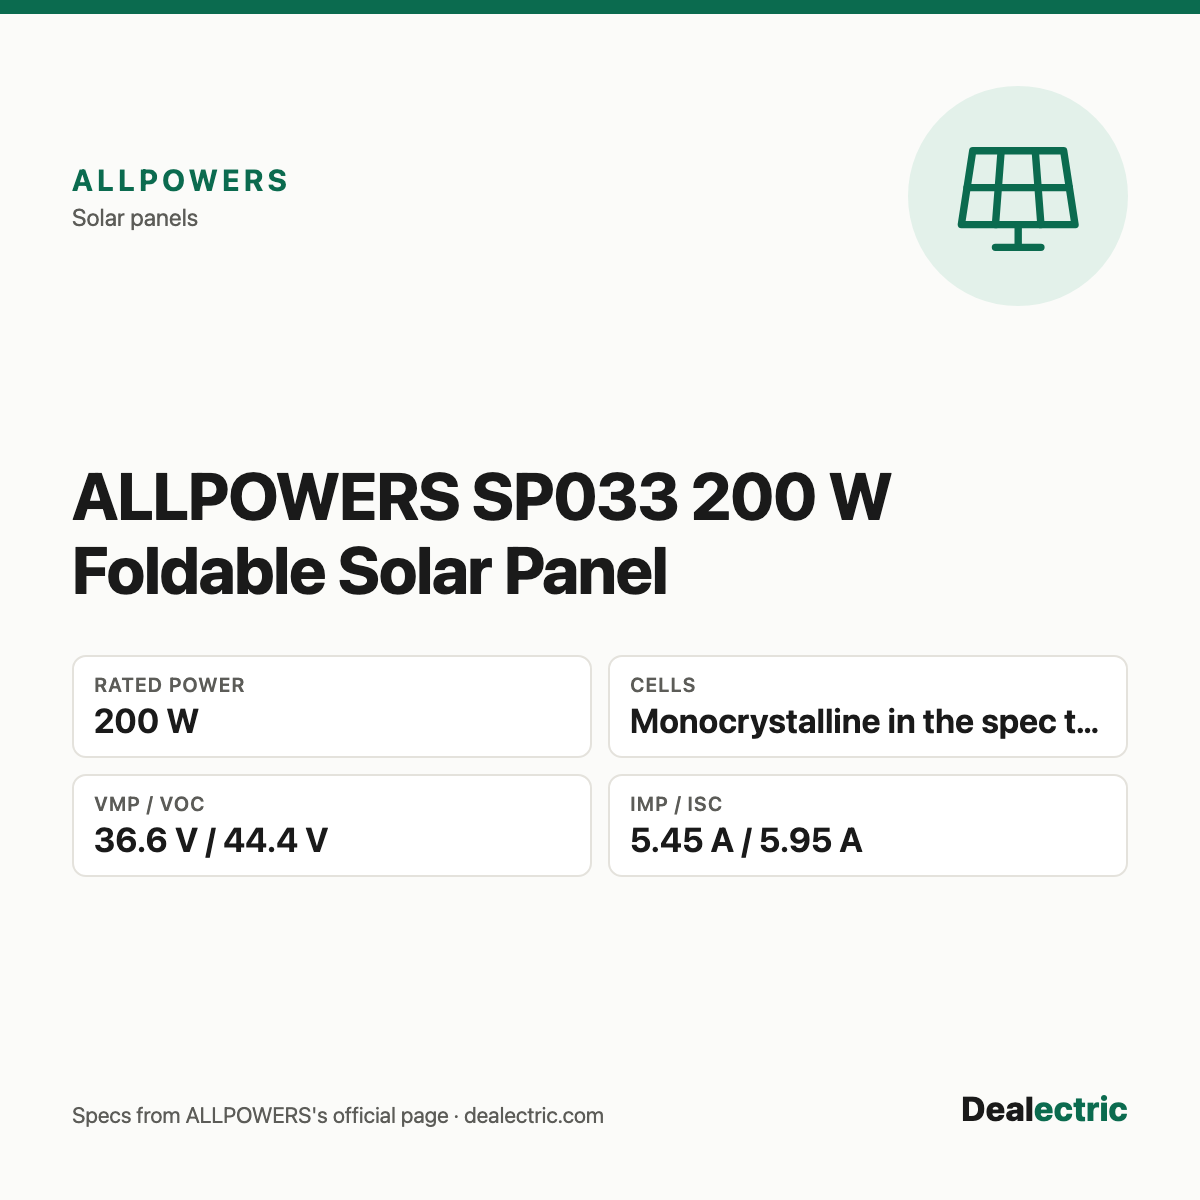 ALLPOWERS
Solar panels
ALLPOWERS SP033 200 W
Foldable Solar Panel
RATED POWER
200 W
CELLS
Monocrystalline in the spec t...
VMP / VOC
36.6 V / 44.4 V
IMP / ISC
5.45 A / 5.95 A
Specs from ALLPOWERS's official page · dealectric.com
Dealectric